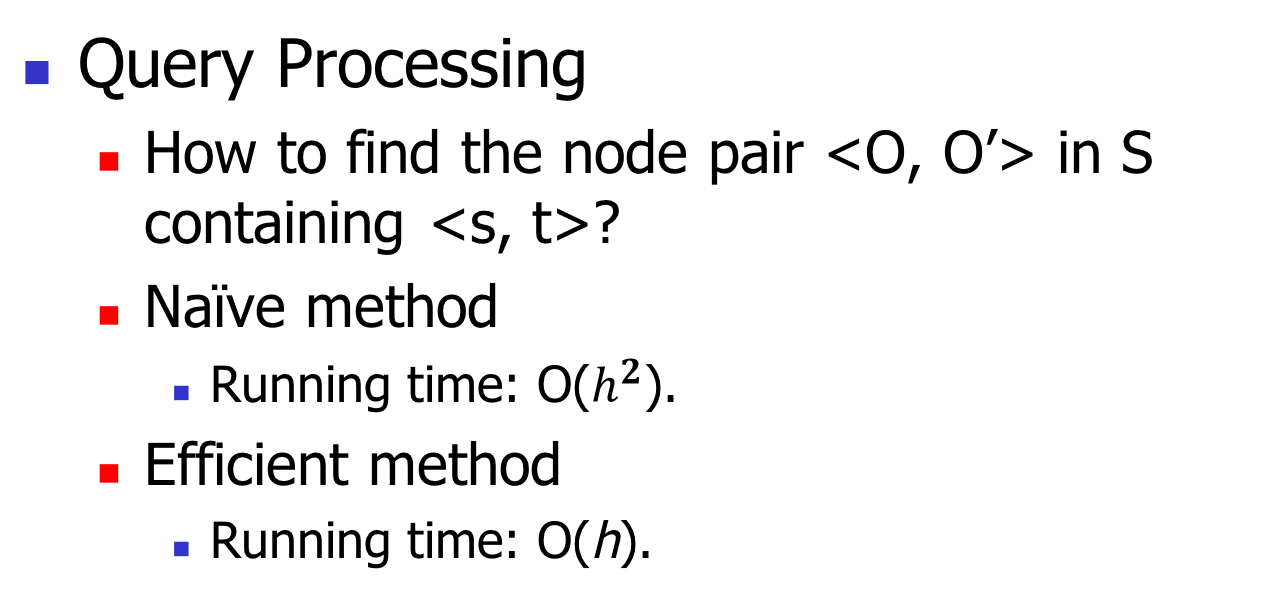 Query Processing
How to find the node pair <O, O’> in S
containing <s, t>?
Naïve method
Running time: O(h²).
Efficient method
Running time: O(h).